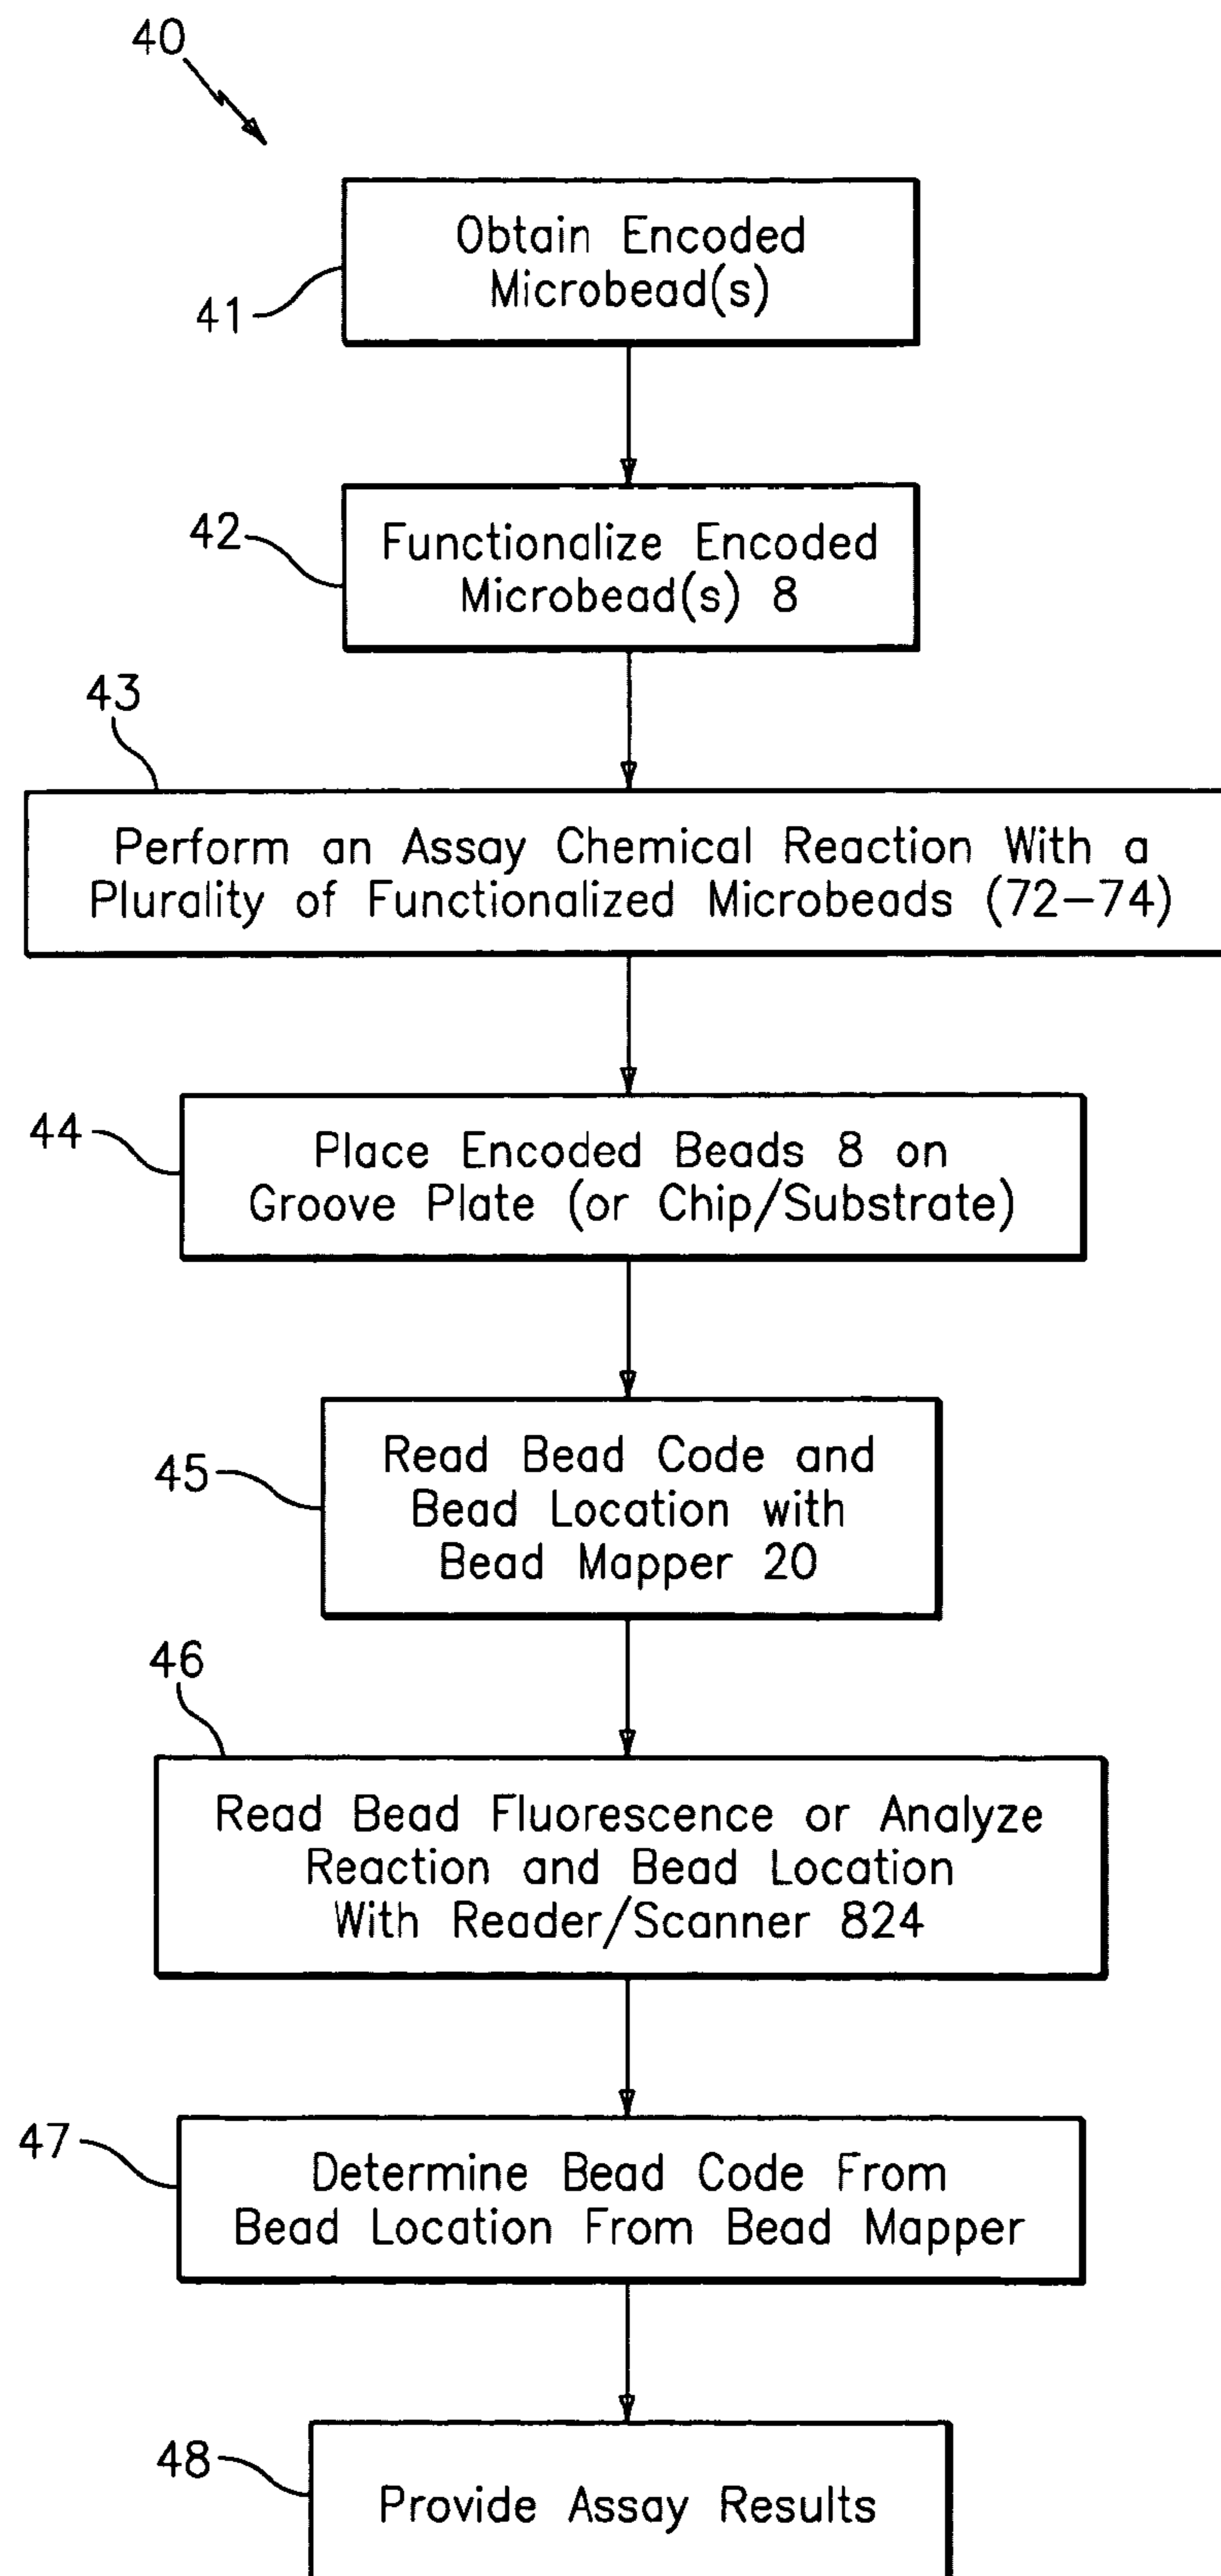 40
Obtain Encoded
Microbead(s)
41
Functionalize Encoded
Microbead(s) 8
42
43
Perform an Assay Chemical Reaction With a
Plurality of Functionalized Microbeads (72-74)
44
Place Encoded Beads 8 on
Groove Plate (or Chip/Substrate)
45
Read Bead Code and
Bead Location with
Bead Mapper 20
46
Read Bead Fluorescence or Analyze
Reaction and Bead Location
With Reader/Scanner 824
47
Determine Bead Code From
Bead Location From Bead Mapper
48
Provide Assay Results